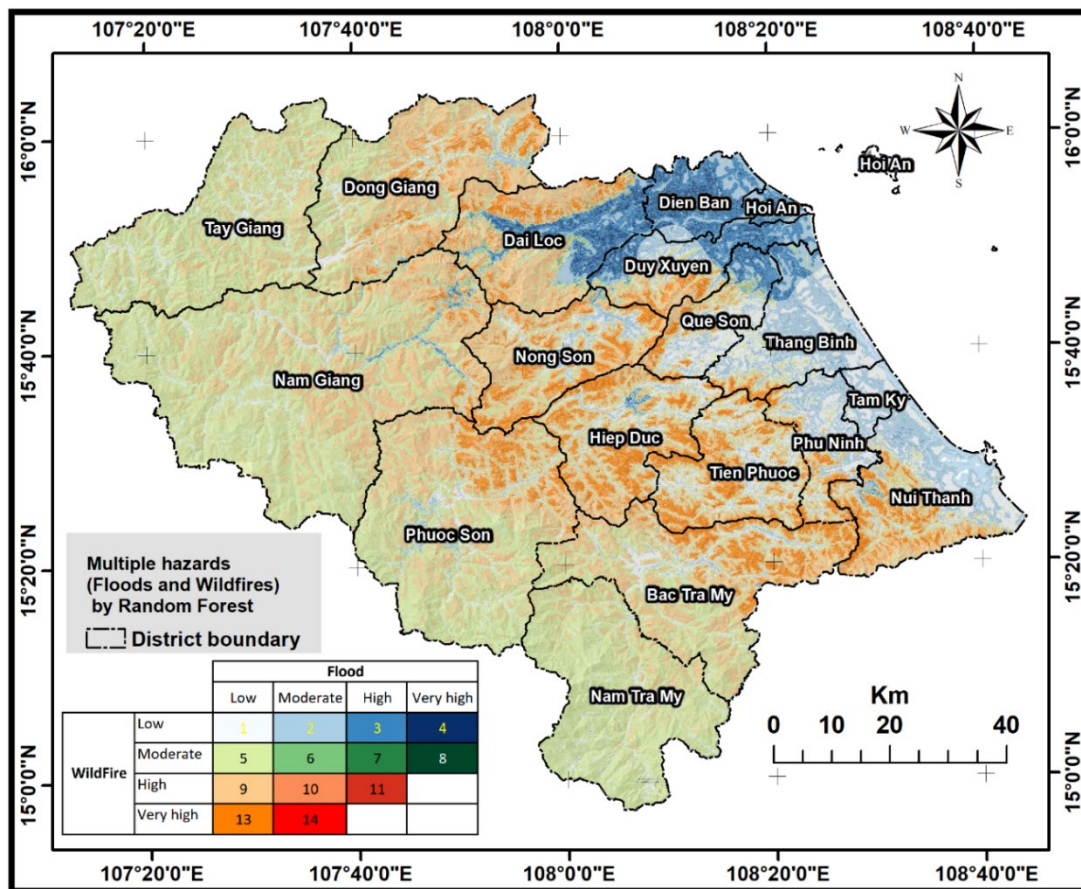 107°20'0"E 107°40'0"E 108°0'0"E 108°20'0"E 108°40'0"E
16°0'0"N
15°40'0"N
15°20'0"N
15°0'0"N
N
W E
S
16°0'0"N
15°40'0"N
15°20'0"N
15°0'0"N
Hoi An
Dong Giang
Tay Giang
Dien Ban
Hoi An
Dai Loc
Duy Xuyen
Que Son
Thang Binh
Nong Son
Nam Giang
Tam Ky
Hiep Duc
Phu Ninh
Tien Phuoc
Nui Thanh
Phuoc Son
Bac Tra My
Nam Tra My
Multiple hazards
(Floods and Wildfires)
by Random Forest
District boundary
Flood
Low Moderate High Very high
WildFire
Low 1 2 3 4
Moderate 5 6 7 8
High 9 10 11
Very high 13 14
Km
0 10 20 40
107°20'0"E 107°40'0"E 108°0'0"E 108°20'0"E 108°40'0"E